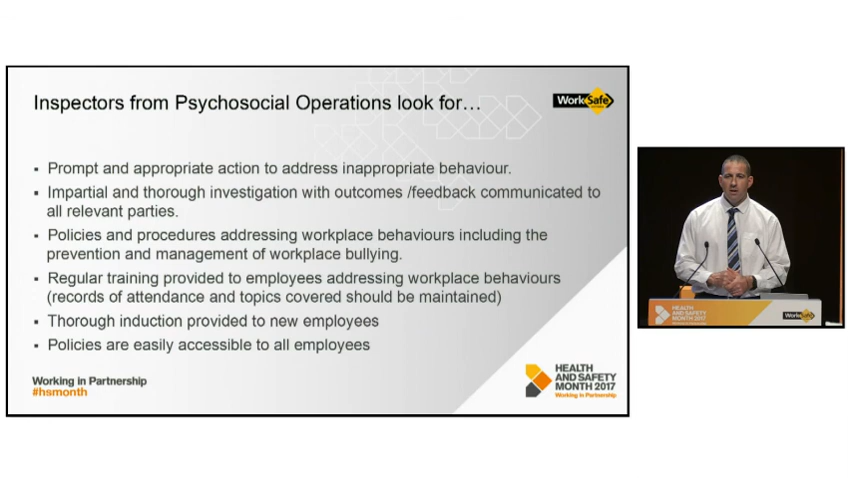 Inspectors from Psychosocial Operations look for…
WorkSafe
▪ Prompt and appropriate action to address inappropriate behaviour.
▪ Impartial and thorough investigation with outcomes /feedback communicated to
all relevant parties.
▪ Policies and procedures addressing workplace behaviours including the
prevention and management of workplace bullying.
▪ Regular training provided to employees addressing workplace behaviours
(records of attendance and topics covered should be maintained)
▪ Thorough induction provided to new employees
▪ Policies are easily accessible to all employees
Working in Partnership
#hsmonth
HEALTH
AND SAFETY
MONTH 2017
Working in Partnership
HEALTH
AND SAFETY
MONTH 2017
WorkSafe